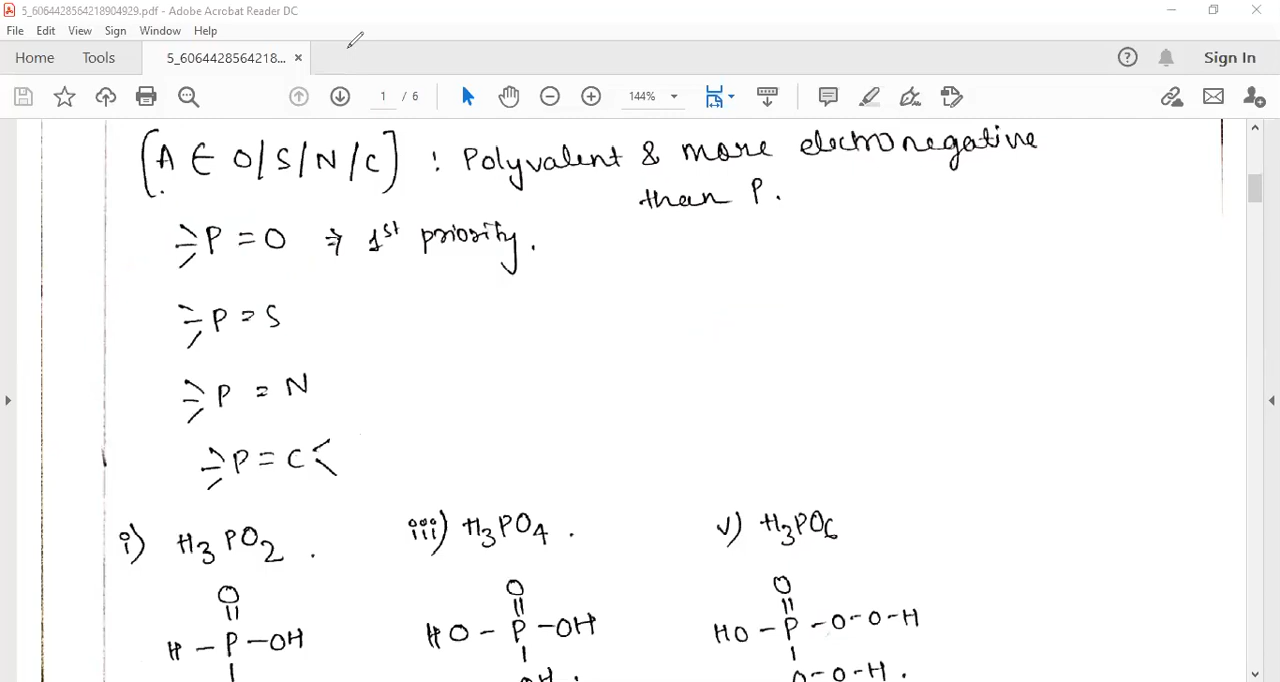 5_6064428564218904929.pdf - Adobe Acrobat Reader DC
File Edit View Sign Window Help
Home Tools 5_6064428564218... × Sign In
1 / 6 144%
[A ∈ O/S/N/C] : Polyvalent & more electronegative
than P.
P = O ⇒ 1st priority.
P = S
P = N
P = C
i) H3PO2 . iii) H3PO4 . v) H3PO6
O O O
H - P - OH HO - P - OH HO - P - O - O - H
OH . O - O - H .